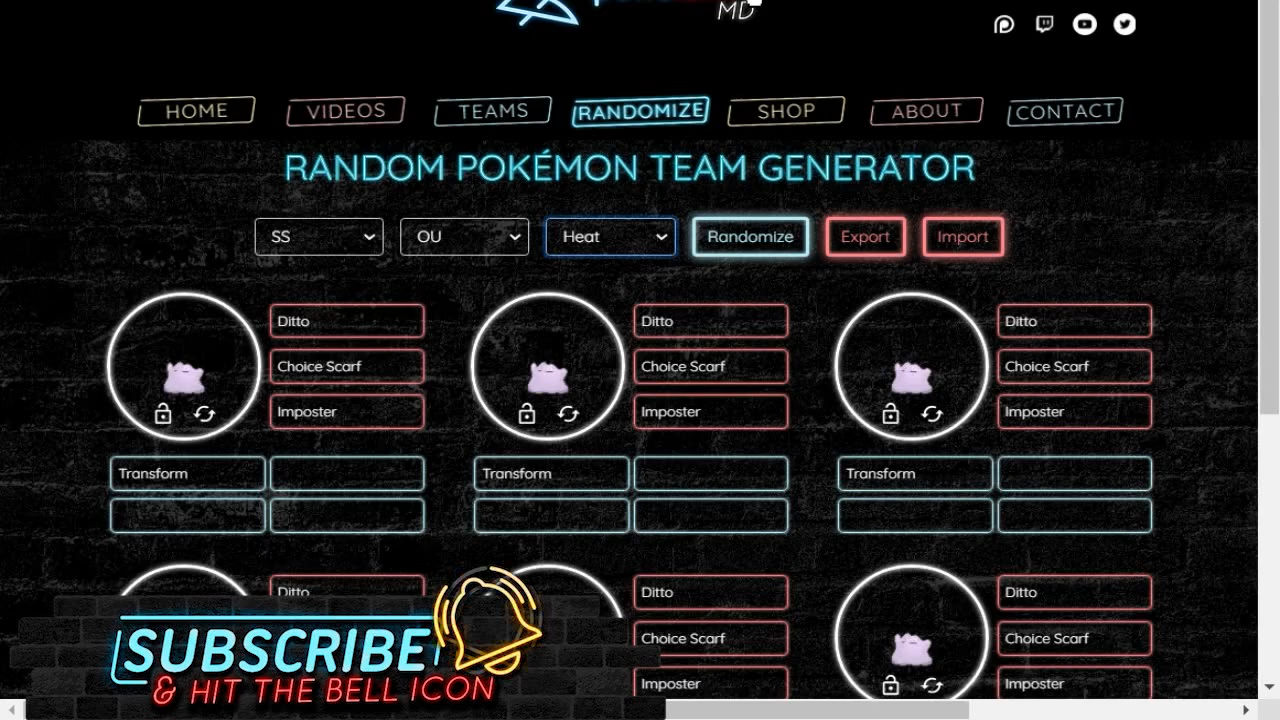 MD
HOME VIDEOS TEAMS RANDOMIZE SHOP ABOUT CONTACT
RANDOM POKÉMON TEAM GENERATOR
SS OU Heat Randomize Export Import
Ditto Ditto Ditto
Choice Scarf Choice Scarf Choice Scarf
Imposter Imposter Imposter
Transform Transform Transform
Ditto Ditto Ditto
Choice Scarf Choice Scarf
Imposter Imposter
SUBSCRIBE
& HIT THE BELL ICON